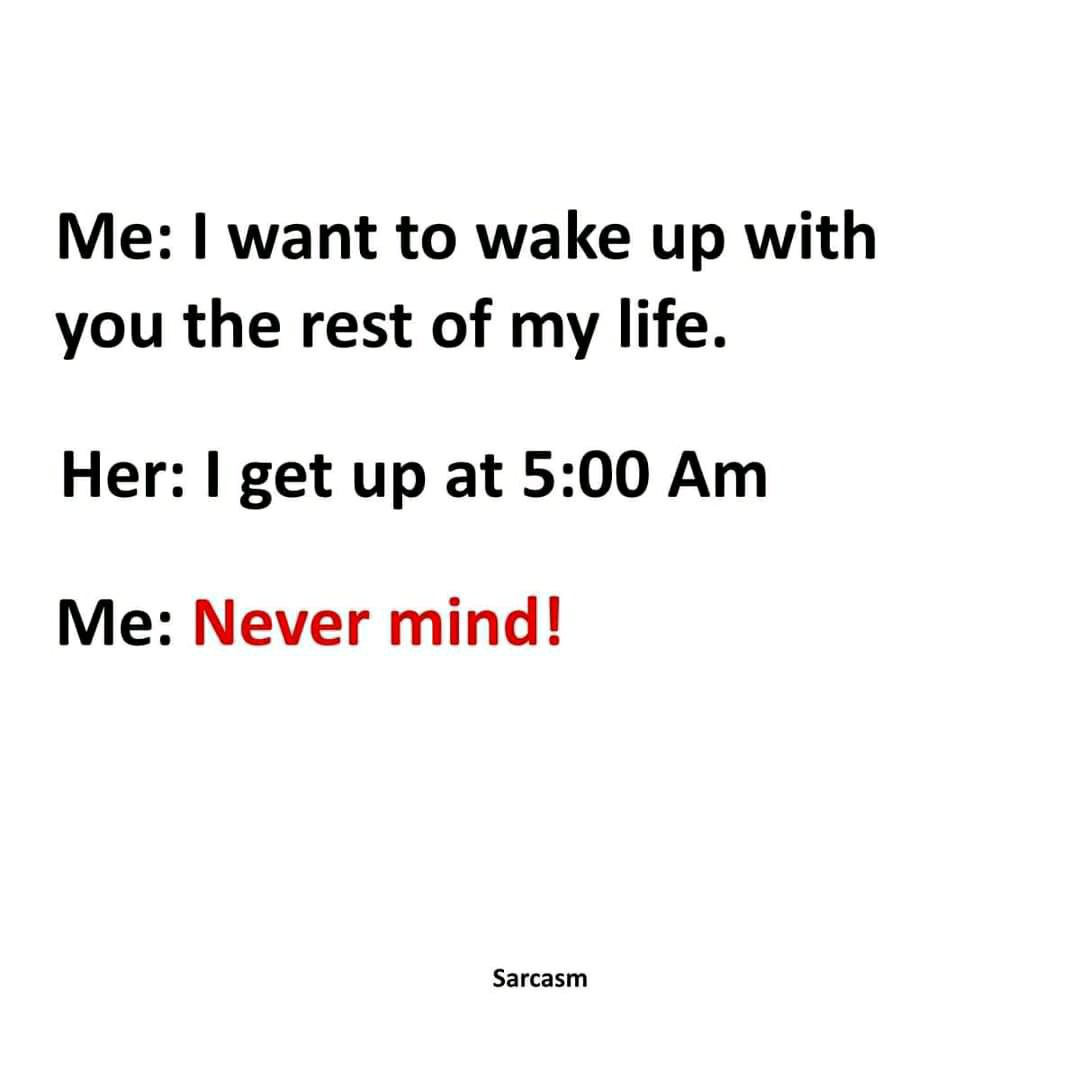 Me: I want to wake up with
you the rest of my life.
Her: I get up at 5:00 Am
Me: Never mind!
Sarcasm